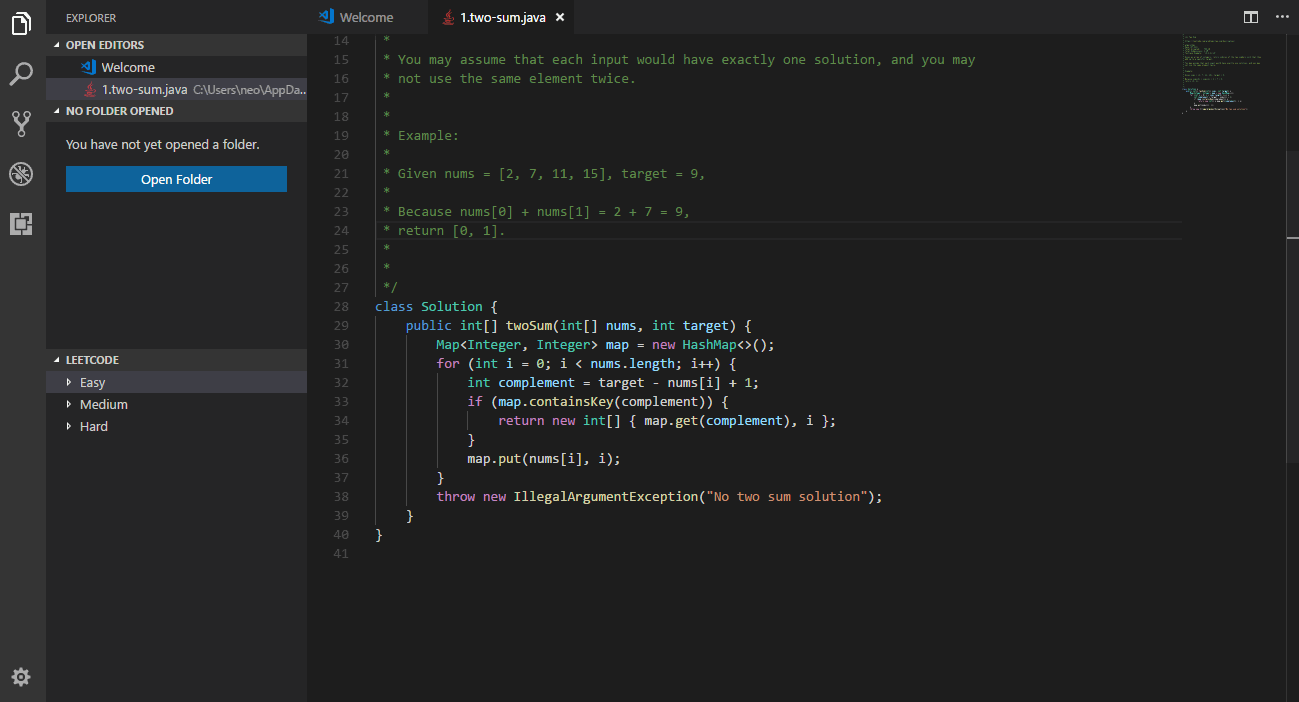 EXPLORER
OPEN EDITORS
Welcome
1.two-sum.java C:\Users\neo\AppDa...
NO FOLDER OPENED
You have not yet opened a folder.
Open Folder
LEETCODE
Easy
Medium
Hard
Welcome
1.two-sum.java
14 *
15 * You may assume that each input would have exactly one solution, and you may
16 * not use the same element twice.
17 *
18 *
19 * Example:
20 *
21 * Given nums = [2, 7, 11, 15], target = 9,
22 *
23 * Because nums[0] + nums[1] = 2 + 7 = 9,
24 * return [0, 1].
25 *
26 *
27 */
28 class Solution {
29 public int[] twoSum(int[] nums, int target) {
30 Map<Integer, Integer> map = new HashMap<>();
31 for (int i = 0; i < nums.length; i++) {
32 int complement = target - nums[i] + 1;
33 if (map.containsKey(complement)) {
34 return new int[] { map.get(complement), i };
35 }
36 map.put(nums[i], i);
37 }
38 throw new IllegalArgumentException("No two sum solution");
39 }
40 }
41